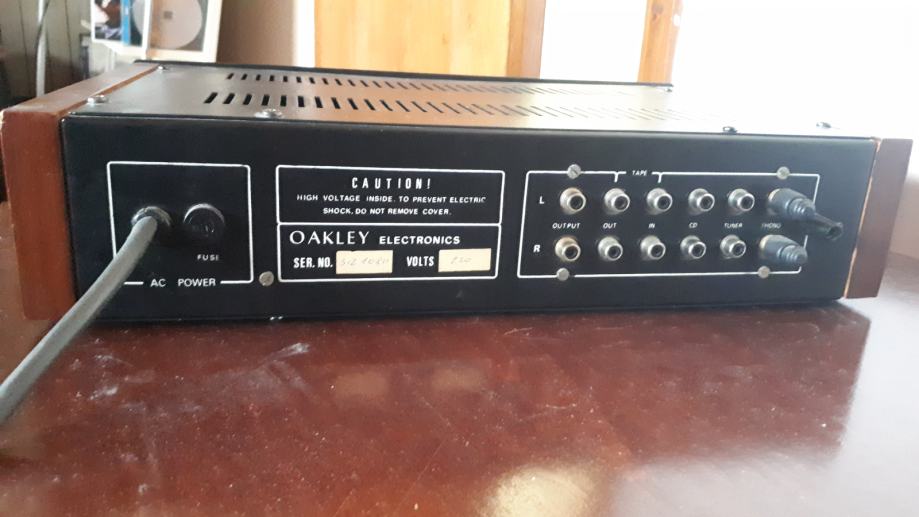 CAUTION!
HIGH VOLTAGE INSIDE. TO PREVENT ELECTRIC
SHOCK, DO NOT REMOVE COVER.
OAKLEY ELECTRONICS
SER. NO. VOLTS
FUSE
AC POWER
TAPE
L
OUTPUT OUT IN CD TUNER PHONO
R